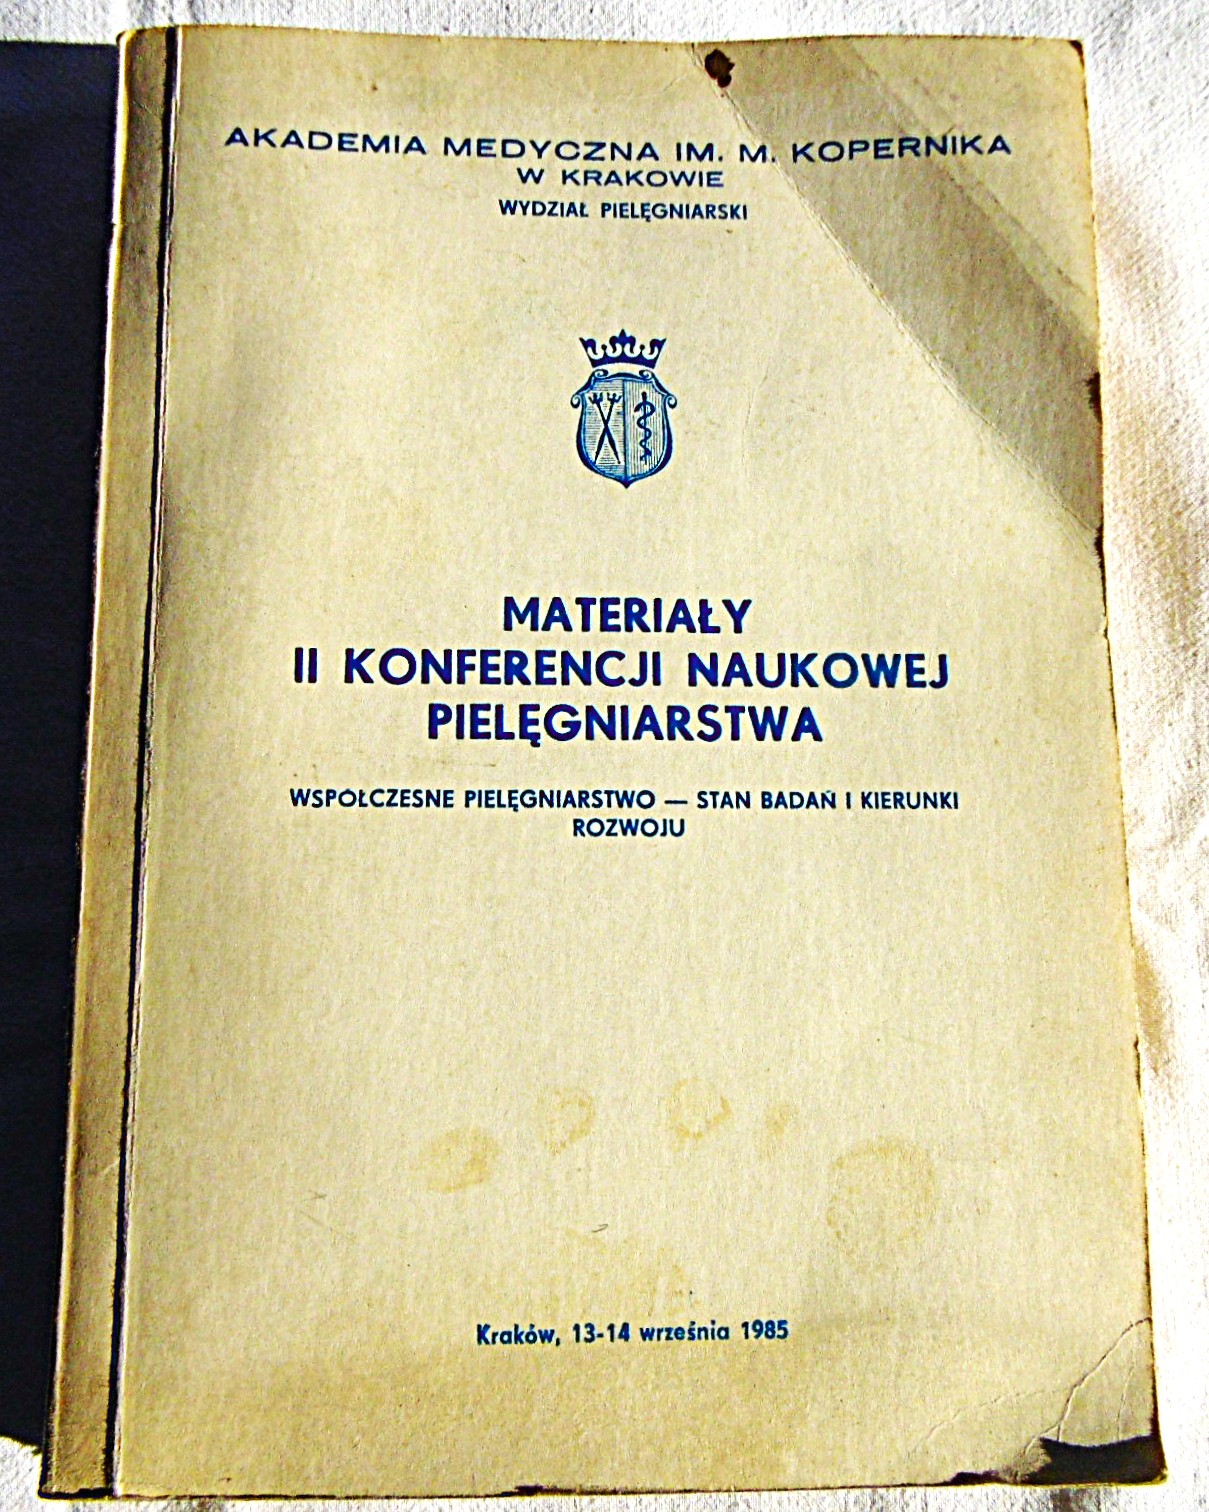 AKADEMIA MEDYCZNA IM. M. KOPERNIKA
W KRAKOWIE
WYDZIAŁ PIELĘGNIARSKI
MATERIAŁY
II KONFERENCJI NAUKOWEJ
PIELĘGNIARSTWA
WSPÓŁCZESNE PIELĘGNIARSTWO — STAN BADAŃ I KIERUNKI
ROZWOJU
Kraków, 13-14 września 1985